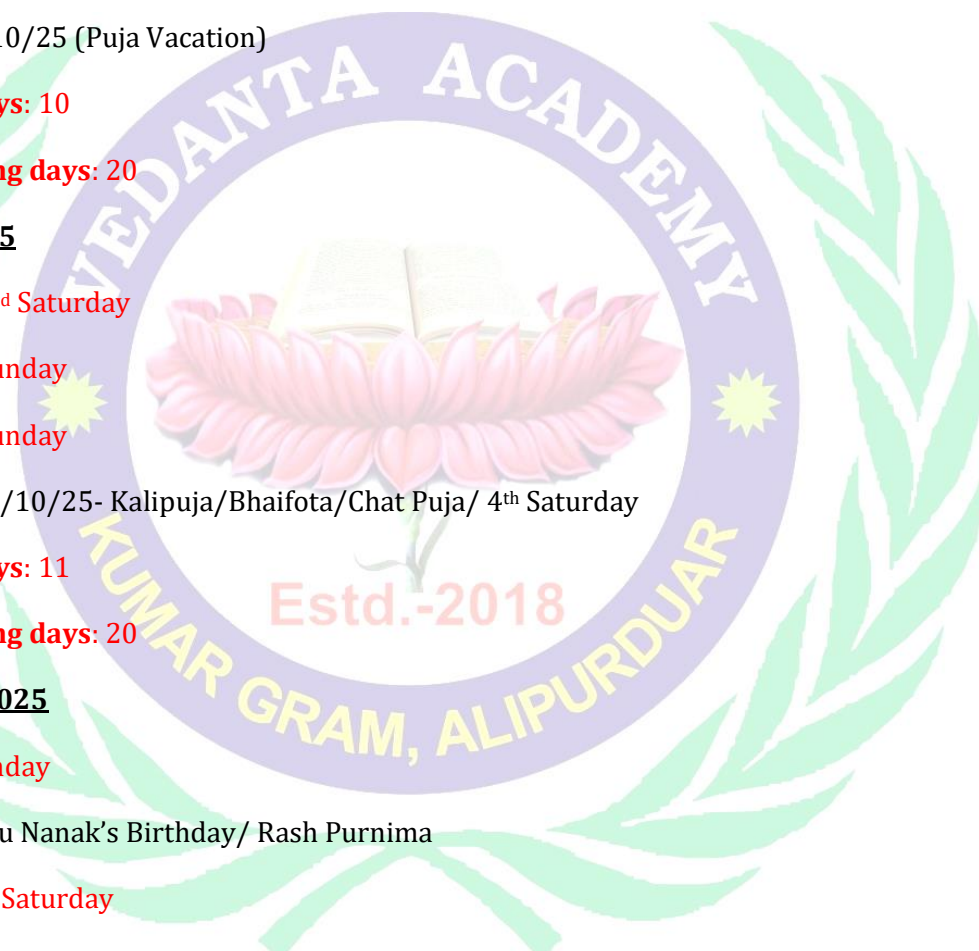 10/25 (Puja Vacation)
ys: 10
ng days: 20
5
d Saturday
unday
unday
/10/25- Kalipuja/Bhaifota/Chat Puja/ 4th Saturday
ys: 11
ng days: 20
025
nday
u Nanak's Birthday/ Rash Purnima
Saturday
VEDANTA ACADEMY
Estd.-2018
KUMAR GRAM, ALIPURDUAR